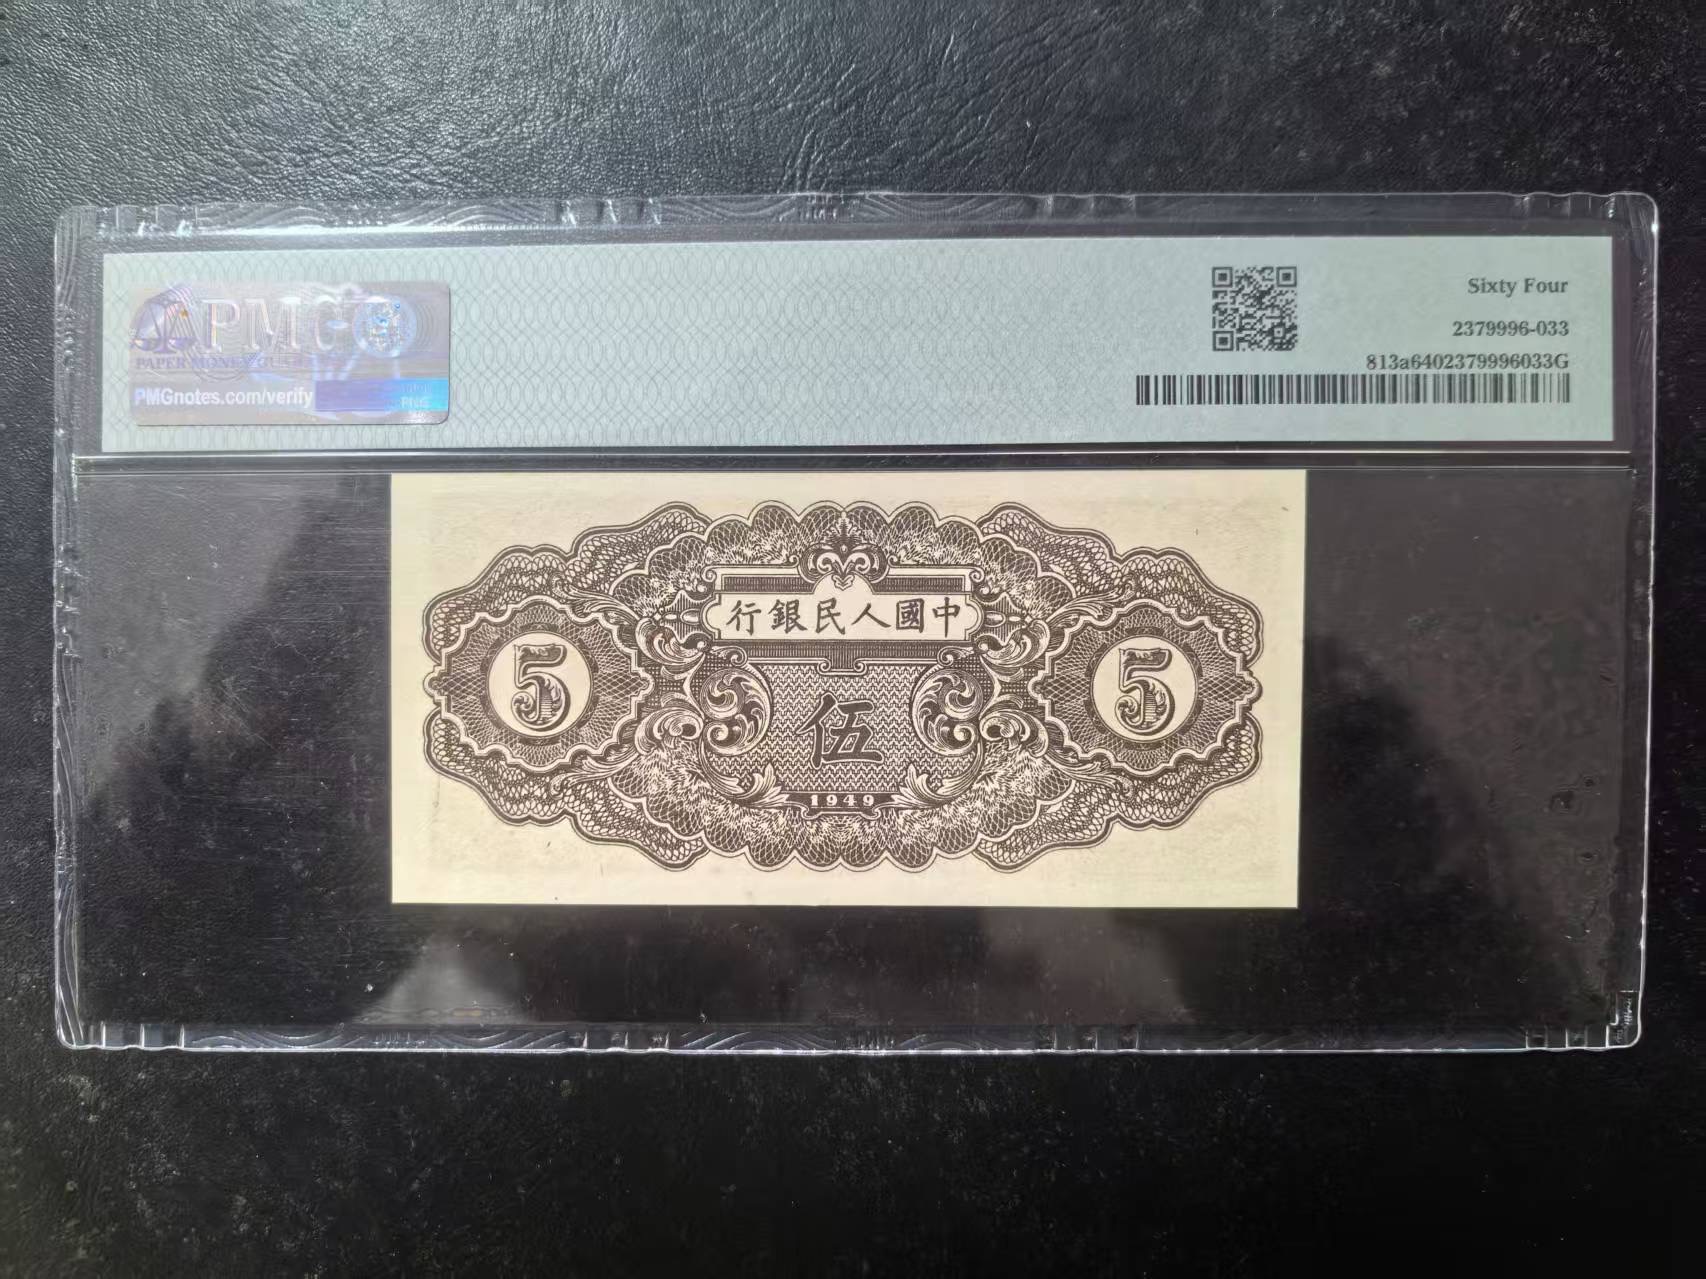 PMG
PAPER MONEY GUARANTY
PMGnotes.com/verify
PMG
Sixty Four
2379996-033
813a6402379996033G
行銀民人國中
5
伍
5
1949